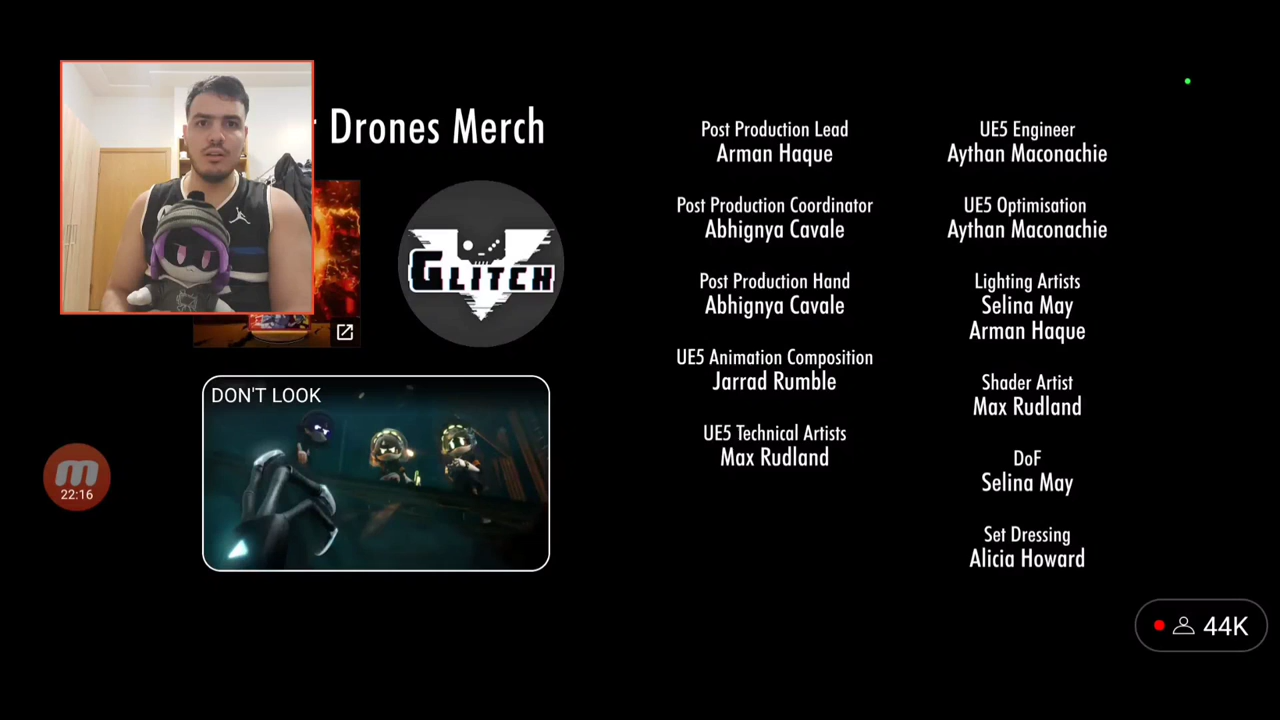 Drones Merch
GLITCH
DON'T LOOK
22:16
Post Production Lead
Arman Haque
Post Production Coordinator
Abhignya Cavale
Post Production Hand
Abhignya Cavale
UE5 Animation Composition
Jarrad Rumble
UE5 Technical Artists
Max Rudland
UE5 Engineer
Aythan Maconachie
UE5 Optimisation
Aythan Maconachie
Lighting Artists
Selina May
Arman Haque
Shader Artist
Max Rudland
DoF
Selina May
Set Dressing
Alicia Howard
44K